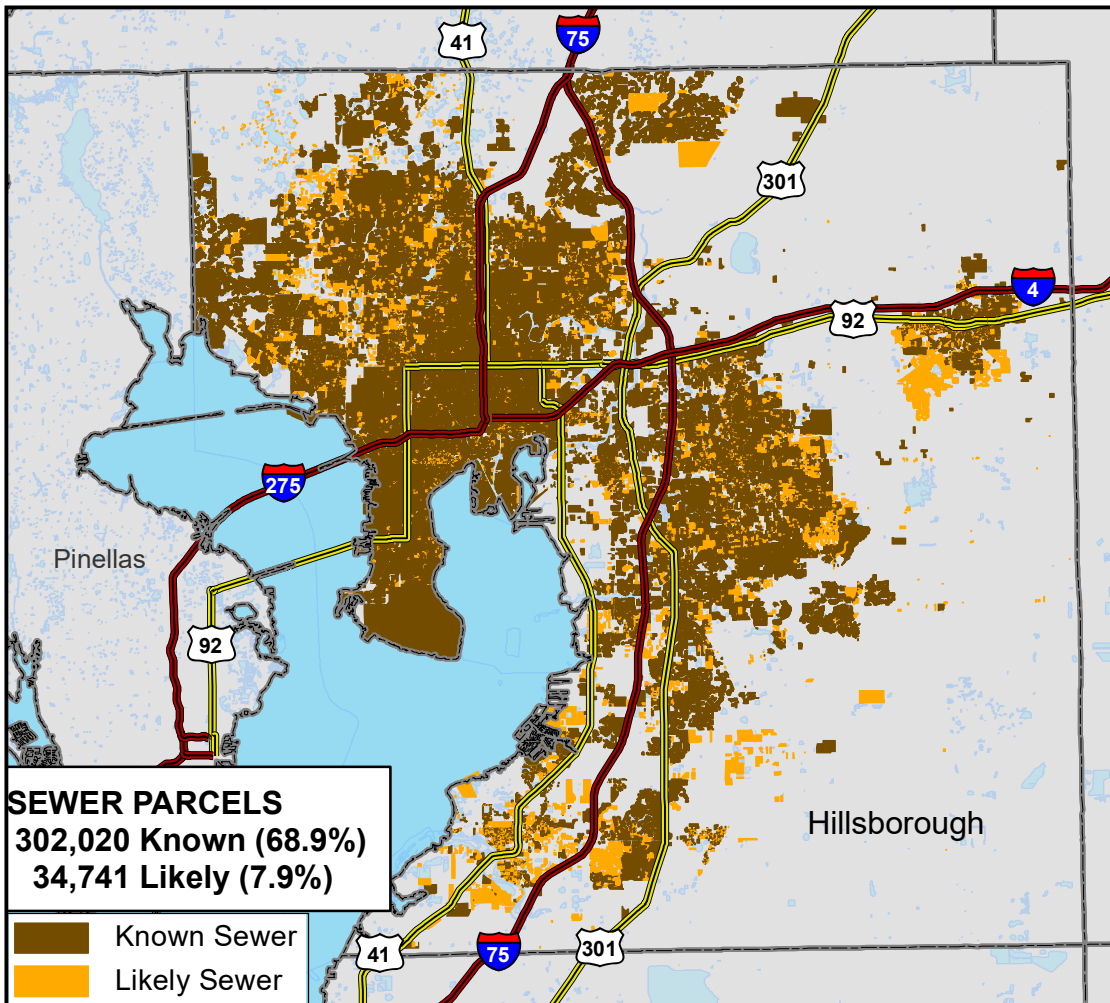 41
75
301
4
92
275
Pinellas
92
SEWER PARCELS
302,020 Known (68.9%)
34,741 Likely (7.9%)
Hillsborough
Known Sewer
Likely Sewer
41
75
301